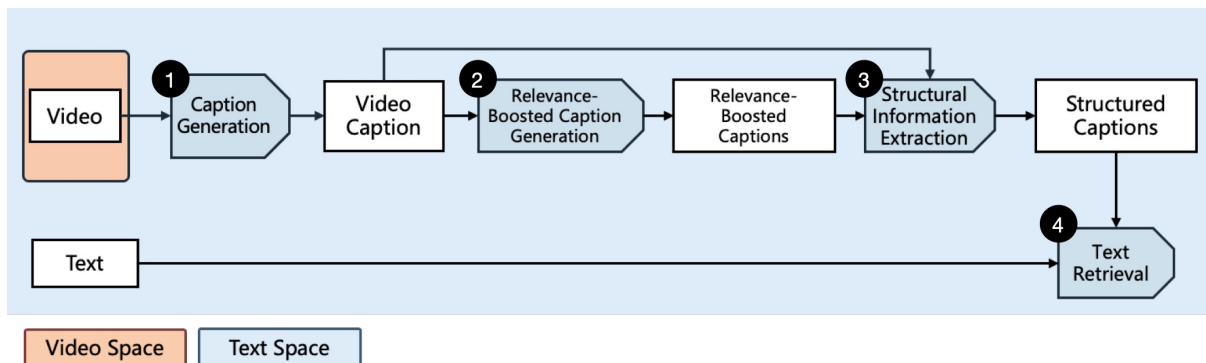 1
Caption
Generation
Video
Video
Caption
2
Relevance-
Boosted Caption
Generation
Relevance-
Boosted
Captions
3
Structural
Information
Extraction
Structured
Captions
Text
4
Text
Retrieval
Video Space
Text Space